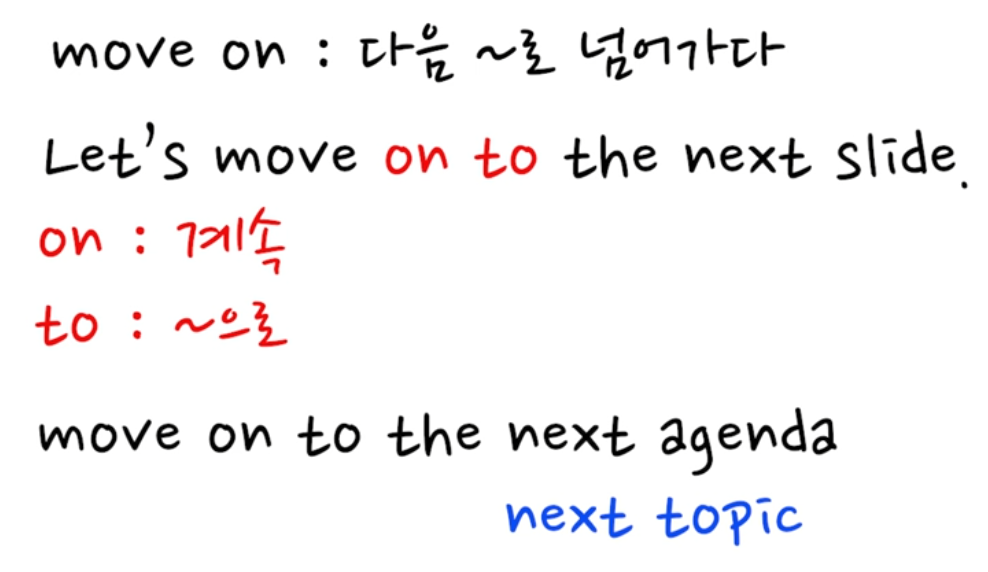 move on : 다음 ~로 넘어가다
Let's move on to the next slide.
on : 계속
to : ~으로
move on to the next agenda
next topic